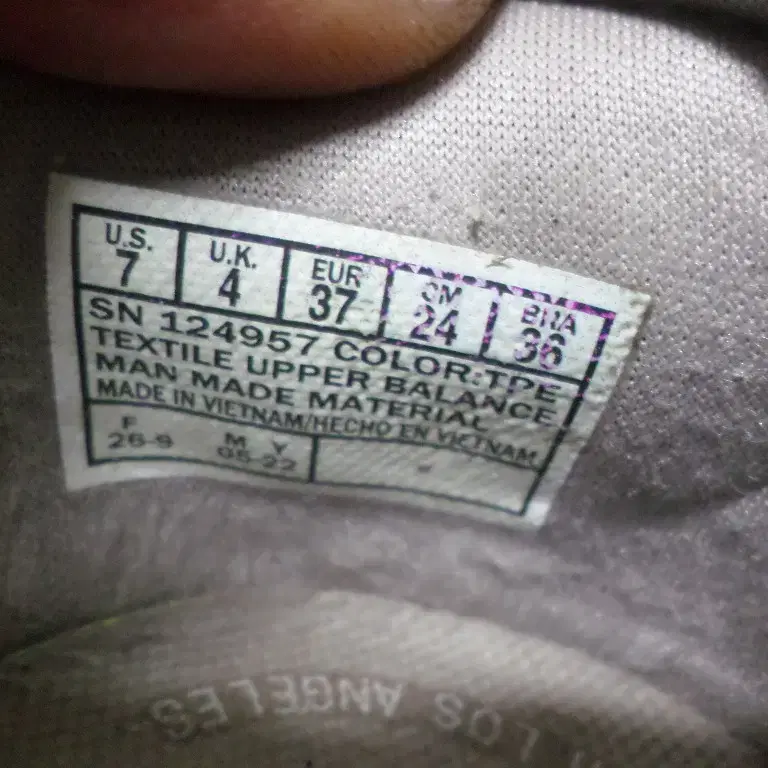 U.S. U.K. EUR CM BRA
7 4 37 24 36
SN 124957 COLOR:TPE
TEXTILE UPPER BALANCE
MAN MADE MATERIAL
MADE IN VIETNAM/HECHO EN VIETNAM
F M Y
26-9 05-22
LOS ANGELES